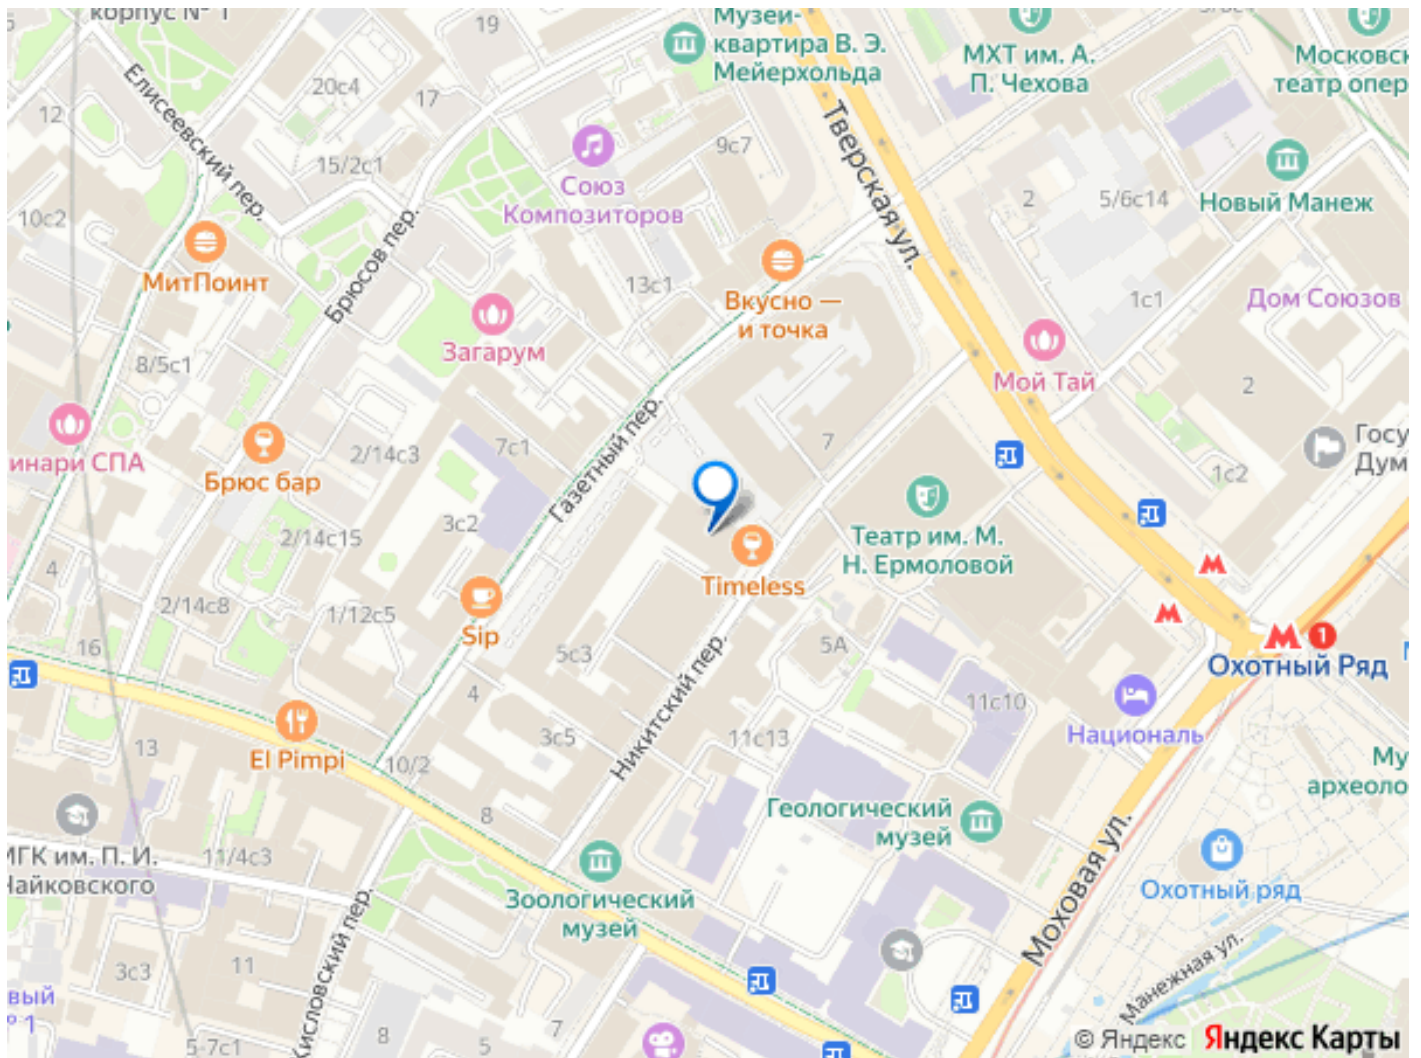 корпус № 1
19
Музей-
квартира В. Э.
Мейерхольда
МХТ им. А.
П. Чехова
5/6с4
Московск
театр опер
Елисеевский пер.
20с4
17
12
Тверская ул.
9с7
15/2с1
Союз
Композиторов
2
5/6с14
Новый Манеж
10с2
Брюсов пер.
МитПоинт
13с1
Вкусно —
и точка
1с1
Дом Союзов
Загарум
8/5с1
Мой Тай
2
инари СПА
Брюс бар
2/14с3
7с1
Газетный пер.
7
Госу
Дум
1с2
3с2
2/14с15
Театр им. М.
Н. Ермоловой
Timeless
4
2/14с8
1/12с5
Sip
16
5с3
5А
М
М
М 1
Охотный Ряд
4
Никитский пер.
11с10
13
El Pimpi
3с5
11с13
Националь
10/2
Му
археоло
8
Геологический
музей
Моховая ул.
МГК им. П. И.
Чайковского
11/4с3
Зоологический
музей
Охотный ряд
Кисловский пер.
3с3
11
Манежная ул.
вый
№ 1
5-7с1
8
5
7
© Яндекс Яндекс Карты